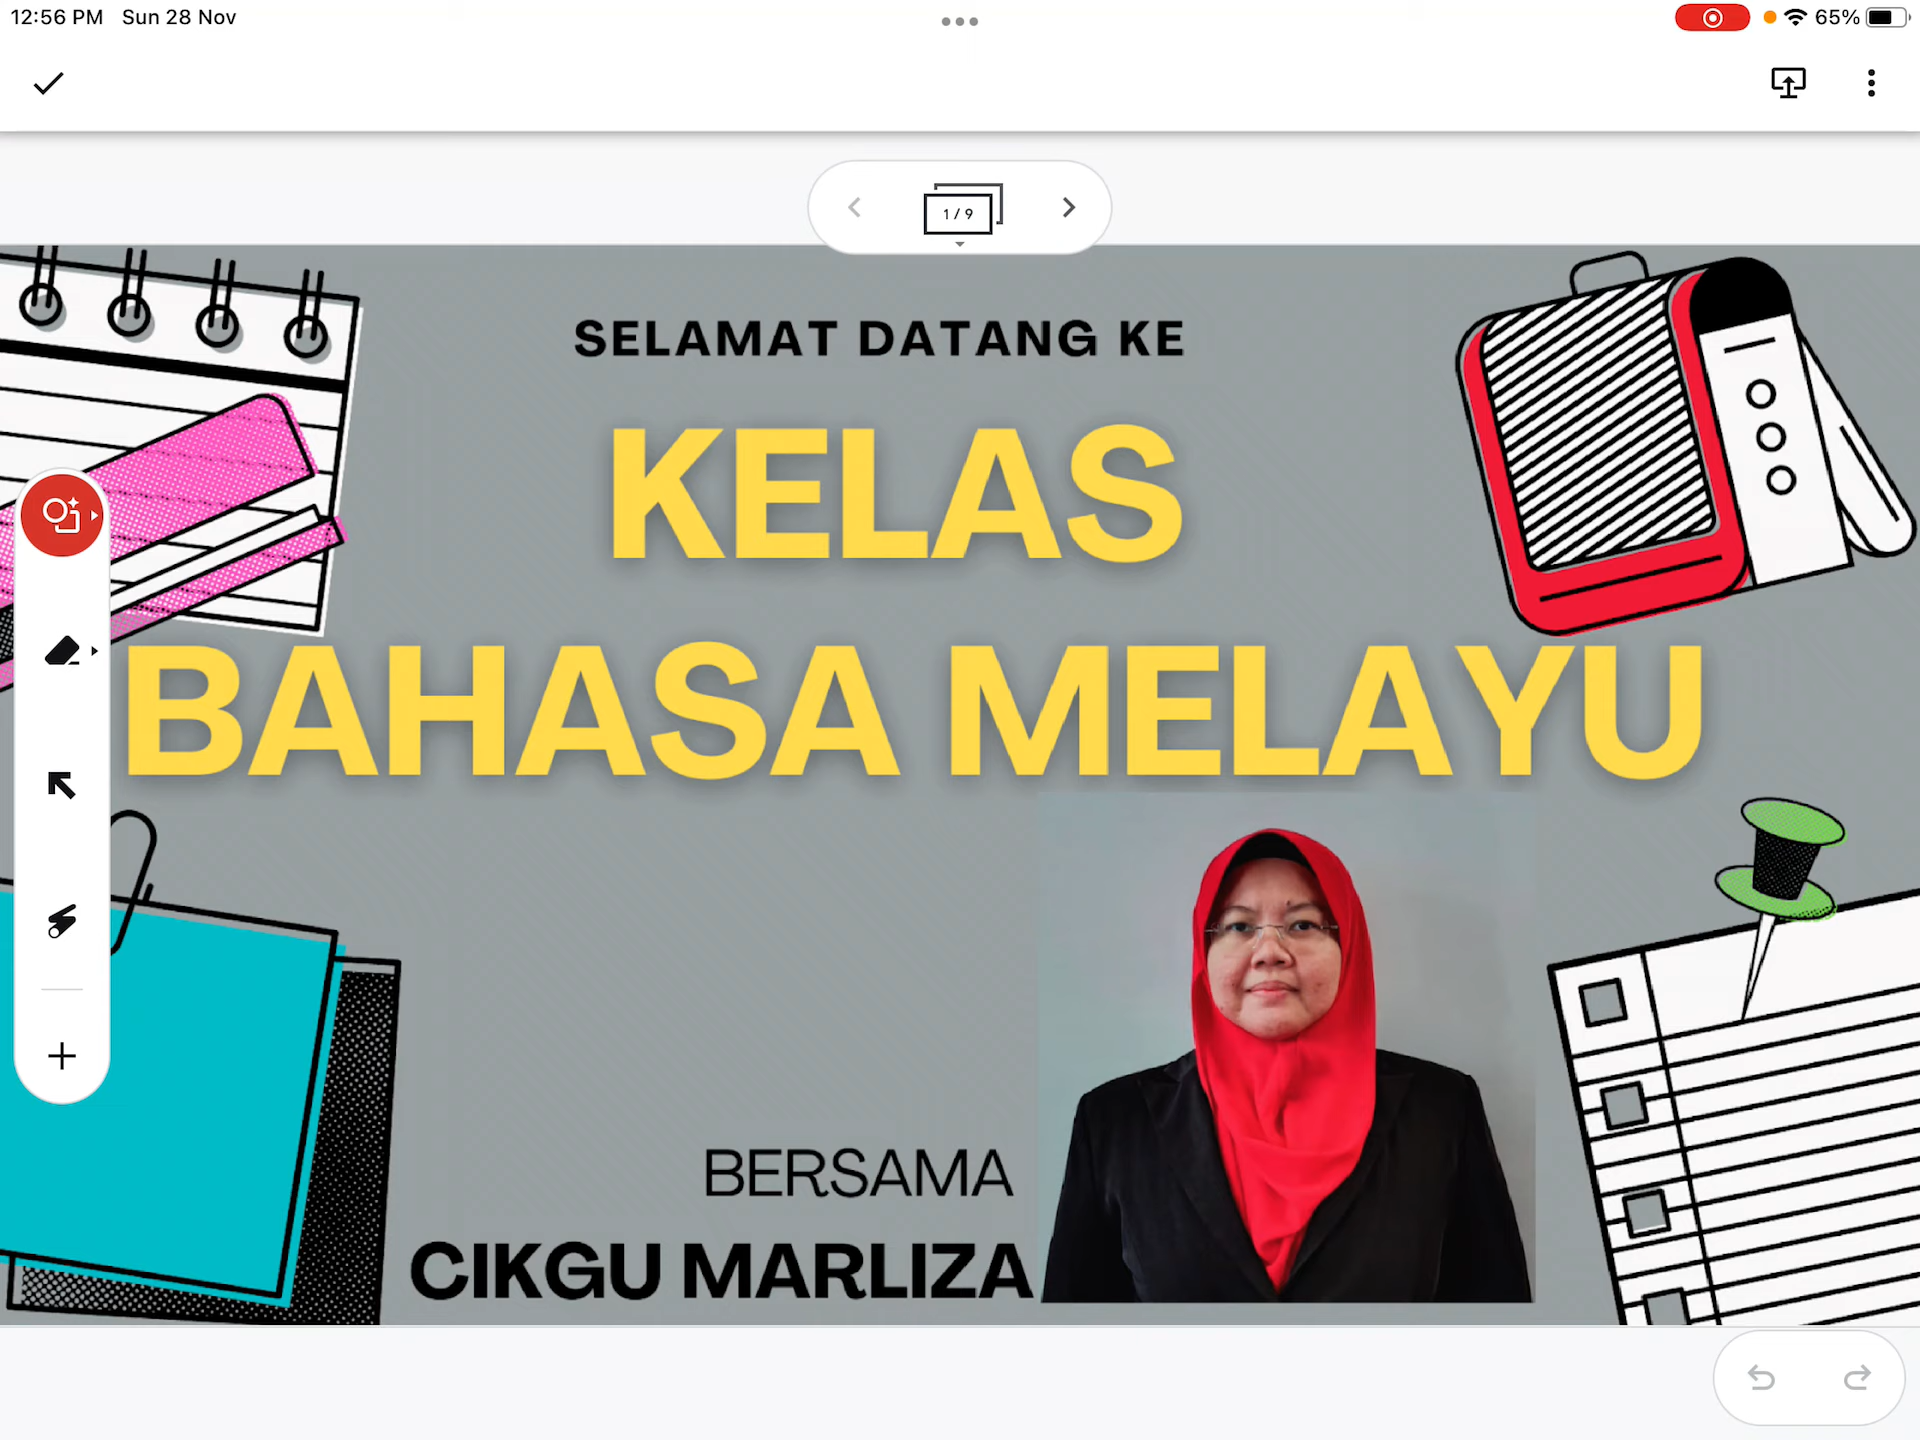 12:56 PM Sun 28 Nov
65%
1 / 9
SELAMAT DATANG KE
KELAS
BAHASA MELAYU
BERSAMA
CIKGU MARLIZA